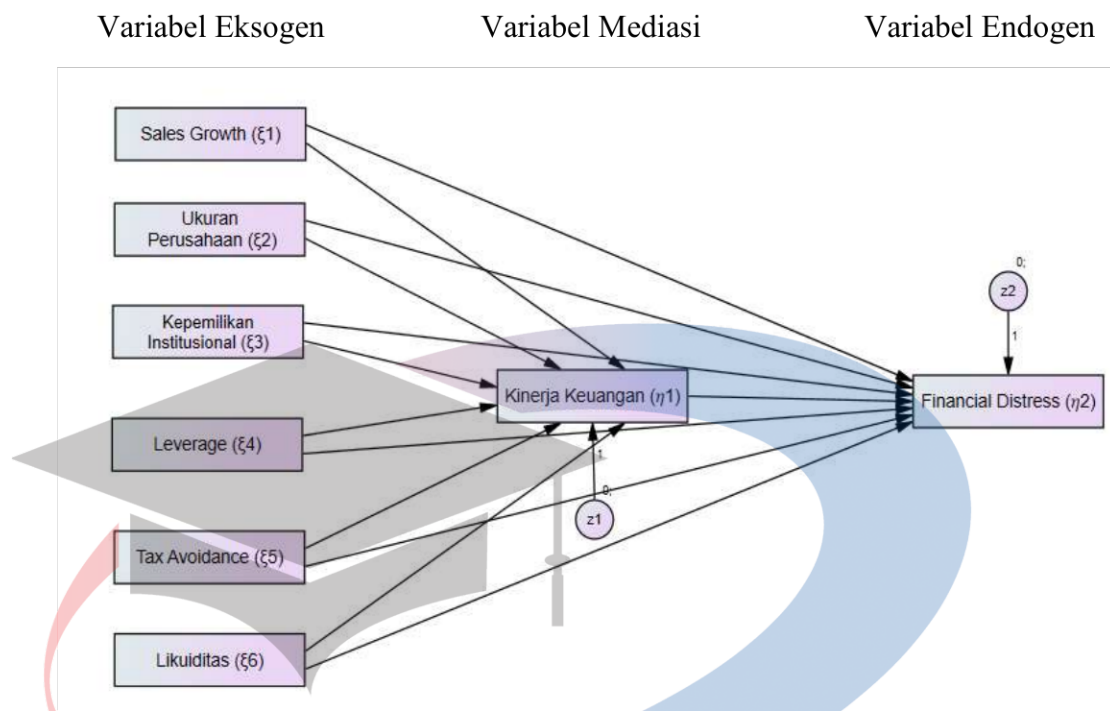 Variabel Eksogen
Variabel Mediasi
Variabel Endogen
Sales Growth (ξ1)
Ukuran
Perusahaan (ξ2)
Kepemilikan
Institusional (ξ3)
Leverage (ξ4)
Tax Avoidance (ξ5)
Likuiditas (ξ6)
Kinerja Keuangan (η1)
1
0;
z1
0;
z2
1
Financial Distress (η2)